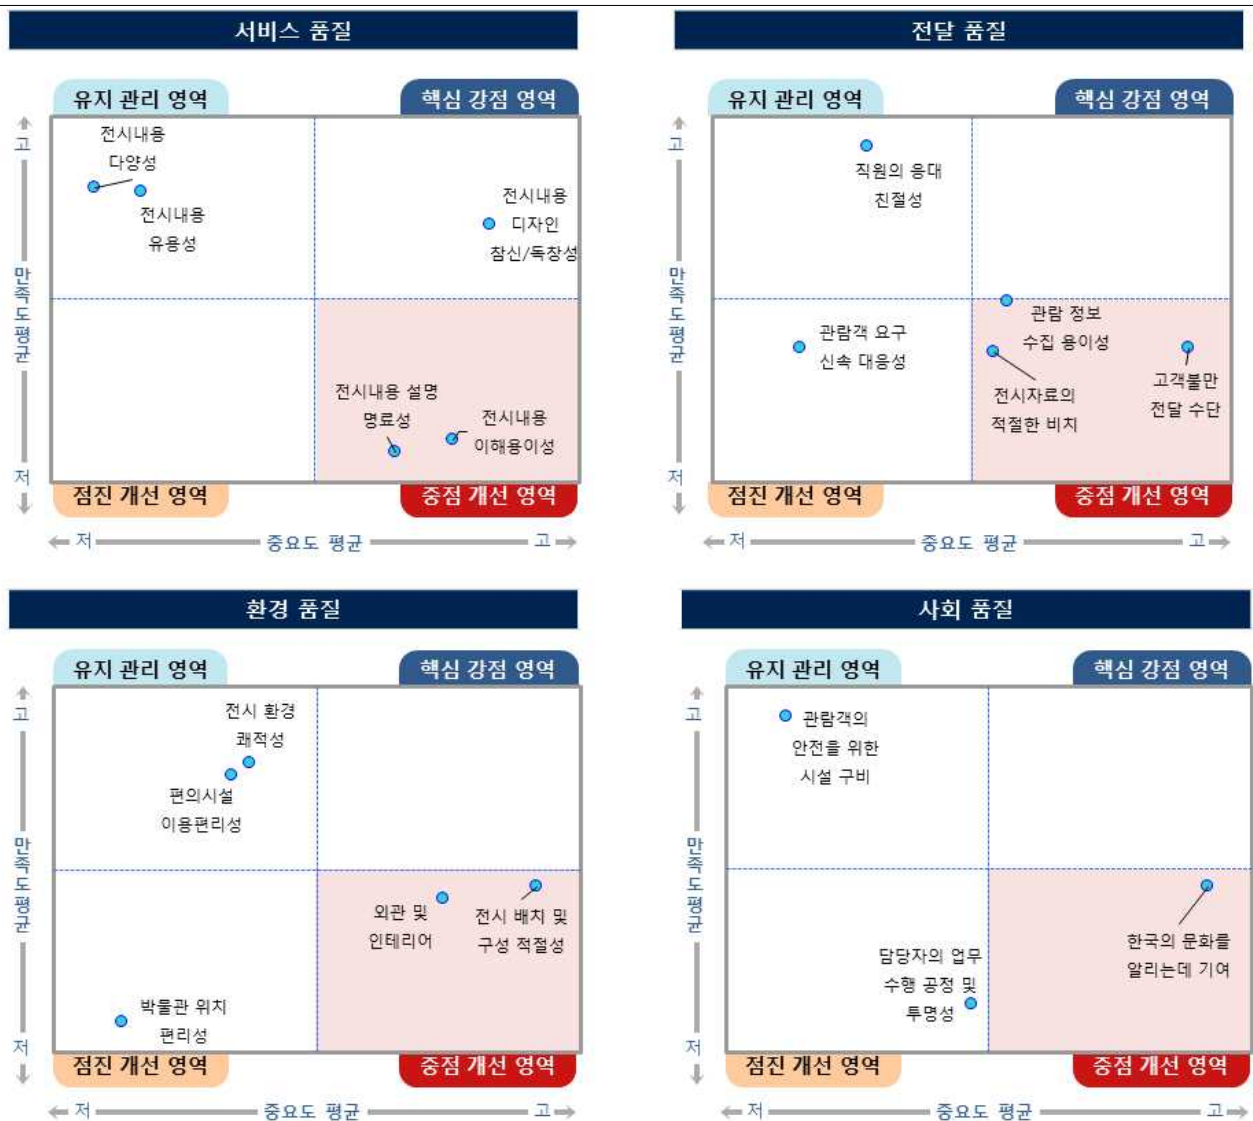 서비스 품질
유지 관리 영역
핵심 강점 영역
고
만족도평균
저
전시내용
다양성
전시내용
유용성
전시내용
디자인
참신/독창성
전시내용 설명
명료성
전시내용
이해용이성
점진 개선 영역
중점 개선 영역
저
중요도 평균
고
전달 품질
유지 관리 영역
핵심 강점 영역
고
만족도평균
저
직원의 응대
친절성
관람객 요구
신속 대응성
관람 정보
수집 용이성
전시자료의
적절한 비치
고객불만
전달 수단
점진 개선 영역
중점 개선 영역
저
중요도 평균
고
환경 품질
유지 관리 영역
핵심 강점 영역
고
만족도평균
저
전시 환경
쾌적성
편의시설
이용편리성
외관 및
인테리어
전시 배치 및
구성 적절성
박물관 위치
편리성
점진 개선 영역
중점 개선 영역
저
중요도 평균
고
사회 품질
유지 관리 영역
핵심 강점 영역
고
만족도평균
저
관람객의
안전을 위한
시설 구비
담당자의 업무
수행 공정 및
투명성
한국의 문화를
알리는데 기여
점진 개선 영역
중점 개선 영역
저
중요도 평균
고